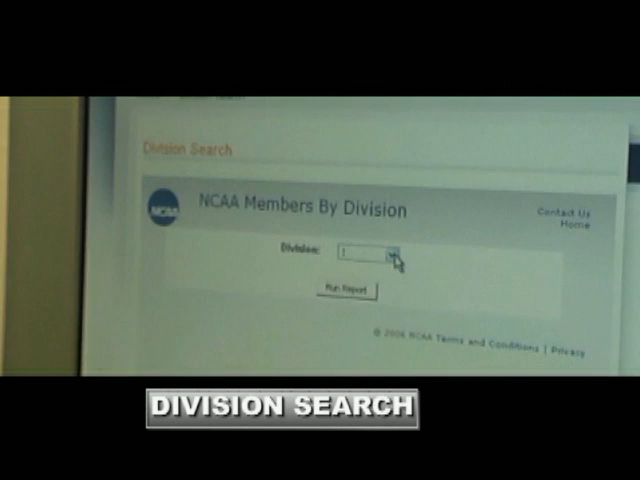 Division Search
NCAA
NCAA Members By Division
Contact Us
Home
Division:
Run Report
© 2006 NCAA Terms and Conditions | Privacy
DIVISION SEARCH